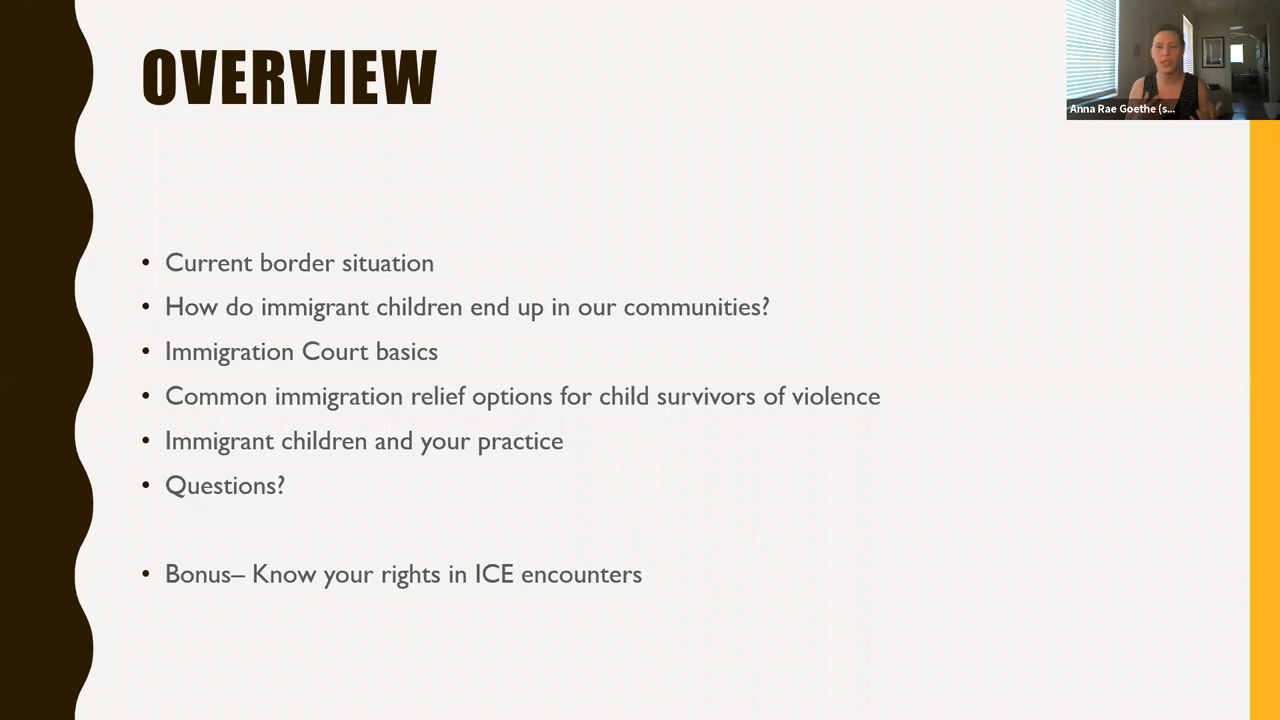 OVERVIEW
Anna Rae Goethe (s...
• Current border situation
• How do immigrant children end up in our communities?
• Immigration Court basics
• Common immigration relief options for child survivors of violence
• Immigrant children and your practice
• Questions?
• Bonus– Know your rights in ICE encounters